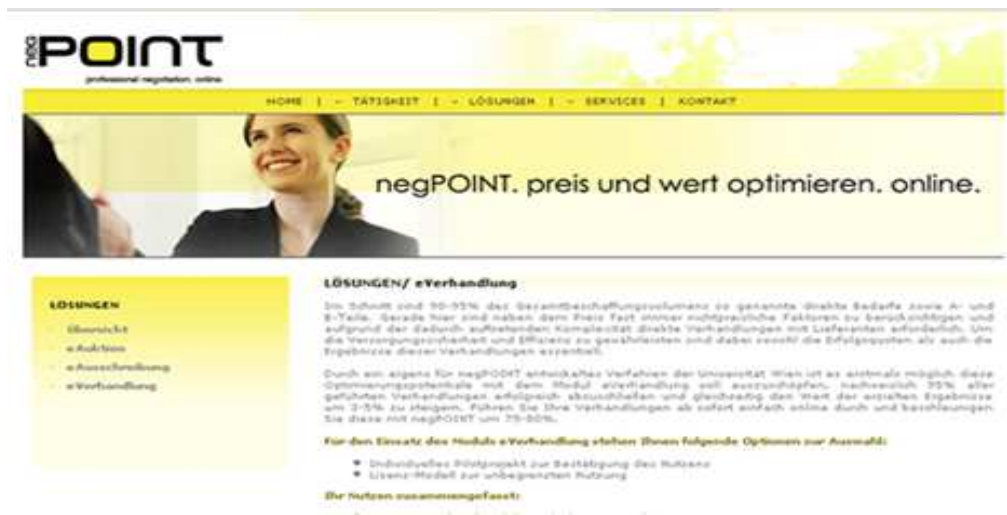 neg POINT
professional negotiation. online
HOME | - TÄTIGKEIT | - LÖSUNGEN | - SERVICES | KONTAKT
negPOINT. preis und wert optimieren. online.
LÖSUNGEN
Übersicht
eAuktion
eAusschreibung
eVerhandlung
LÖSUNGEN/ eVerhandlung
Im Schnitt sind 90-95% des Gesamtbeschaffungsvolumens so genannte direkte Bedarfe sowie A- und
B-Teile. Gerade hier sind neben dem Preis fast immer nichtpreisliche Faktoren zu berücksichtigen und
aufgrund der dadurch auftretenden Komplexität direkte Verhandlungen mit Lieferanten erforderlich. Um
die Versorgungssicherheit und Effizienz zu gewährleisten sind dabei sowohl die Erfolgsquoten als auch die
Ergebnisse dieser Verhandlungen essentiell.
Durch ein eigens für negPOINT entwickeltes Verfahren der Universität Wien ist es erstmals möglich diese
Optimierungspotentiale mit dem Modul eVerhandlung voll auszuschöpfen, nachweislich 95% aller
geführten Verhandlungen erfolgreich abzuschließen und gleichzeitig den Wert der erzielten Ergebnisse
um 3-5% zu steigern. Führen Sie Ihre Verhandlungen ab sofort einfach online durch und beschleunigen
Sie diese mit negPOINT um 75-80%.
Für den Einsatz des Moduls eVerhandlung stehen Ihnen folgende Optionen zur Auswahl:
Individuelles Pilotprojekt zur Bestätigung des Nutzens
Lizenz-Modell zur unbegrenzten Nutzung
Ihr Nutzen zusammengefasst: